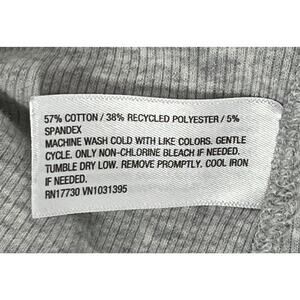 57% COTTON / 38% RECYCLED POLYESTER / 5%
SPANDEX
MACHINE WASH COLD WITH LIKE COLORS. GENTLE
CYCLE. ONLY NON-CHLORINE BLEACH IF NEEDED.
TUMBLE DRY LOW. REMOVE PROMPTLY. COOL IRON
IF NEEDED.
RN17730 VN1031395